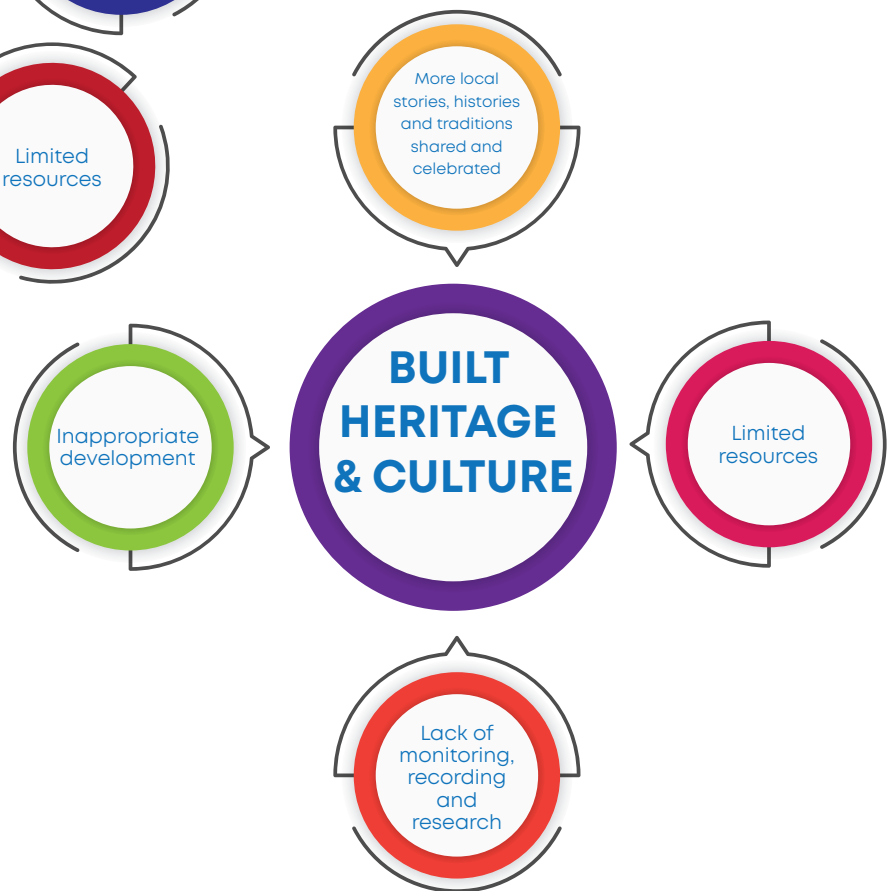 More local
stories, histories
and traditions
shared and
celebrated
Limited
resources
BUILT
HERITAGE
& CULTURE
Inappropriate
development
Limited
resources
Lack of
monitoring,
recording
and
research